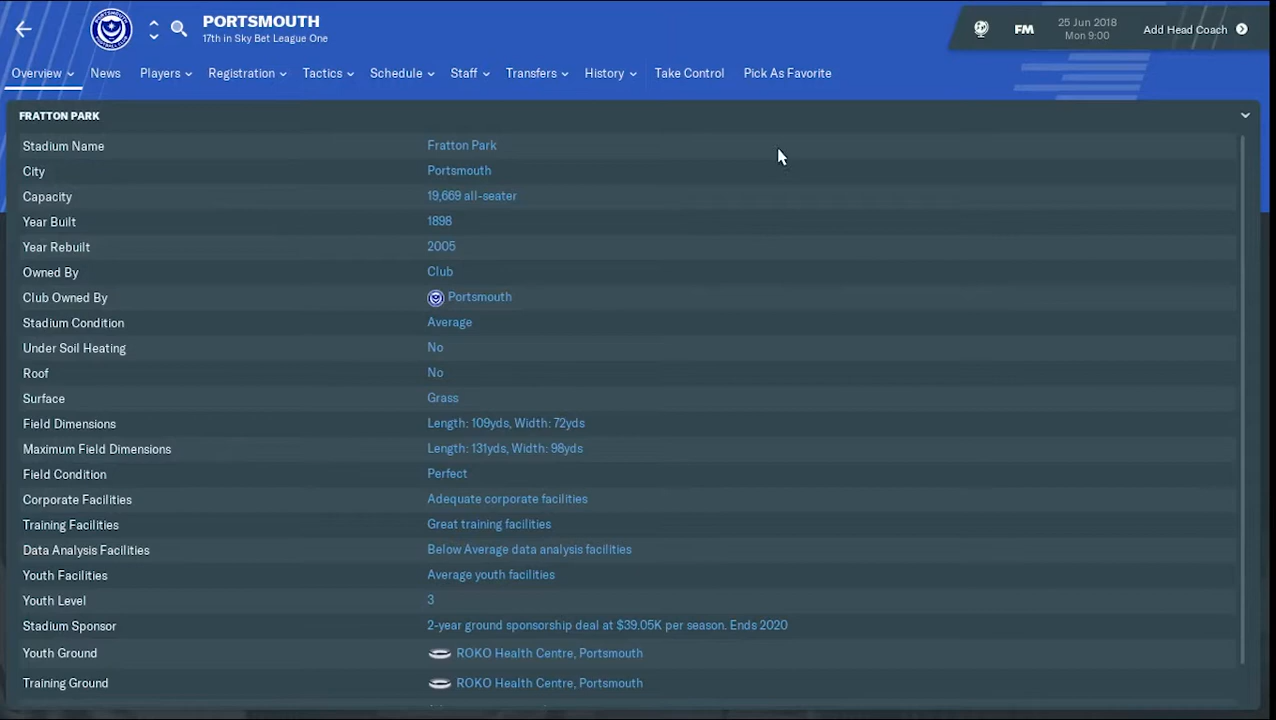 PORTSMOUTH
17th in Sky Bet League One
FM
25 Jun 2018
Mon 9:00
Add Head Coach
Overview
News
Players
Registration
Tactics
Schedule
Staff
Transfers
History
Take Control
Pick As Favorite
FRATTON PARK
Stadium Name Fratton Park
City Portsmouth
Capacity 19,669 all-seater
Year Built 1898
Year Rebuilt 2005
Owned By Club
Club Owned By Portsmouth
Stadium Condition Average
Under Soil Heating No
Roof No
Surface Grass
Field Dimensions Length: 109yds, Width: 72yds
Maximum Field Dimensions Length: 131yds, Width: 98yds
Field Condition Perfect
Corporate Facilities Adequate corporate facilities
Training Facilities Great training facilities
Data Analysis Facilities Below Average data analysis facilities
Youth Facilities Average youth facilities
Youth Level 3
Stadium Sponsor 2-year ground sponsorship deal at $39.05K per season. Ends 2020
Youth Ground ROKO Health Centre, Portsmouth
Training Ground ROKO Health Centre, Portsmouth